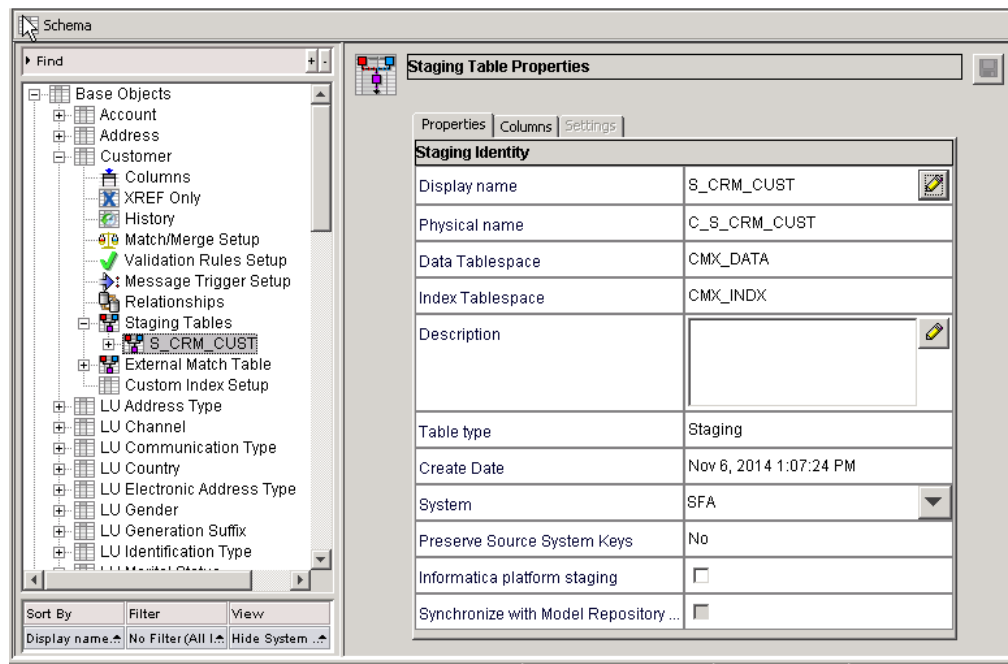 Schema
Find
+ -
Base Objects
Account
Address
Customer
Columns
XREF Only
History
Match/Merge Setup
Validation Rules Setup
Message Trigger Setup
Relationships
Staging Tables
S_CRM_CUST
External Match Table
Custom Index Setup
LU Address Type
LU Channel
LU Communication Type
LU Country
LU Electronic Address Type
LU Gender
LU Generation Suffix
LU Identification Type
LU Marital Status
Sort By Filter View
Display name... No Filter (All I... Hide System ...
Staging Table Properties
Properties Columns Settings
Staging Identity
Display name S_CRM_CUST
Physical name C_S_CRM_CUST
Data Tablespace CMX_DATA
Index Tablespace CMX_INDX
Description
Table type Staging
Create Date Nov 6, 2014 1:07:24 PM
System SFA
Preserve Source System Keys No
Informatica platform staging
Synchronize with Model Repository ...